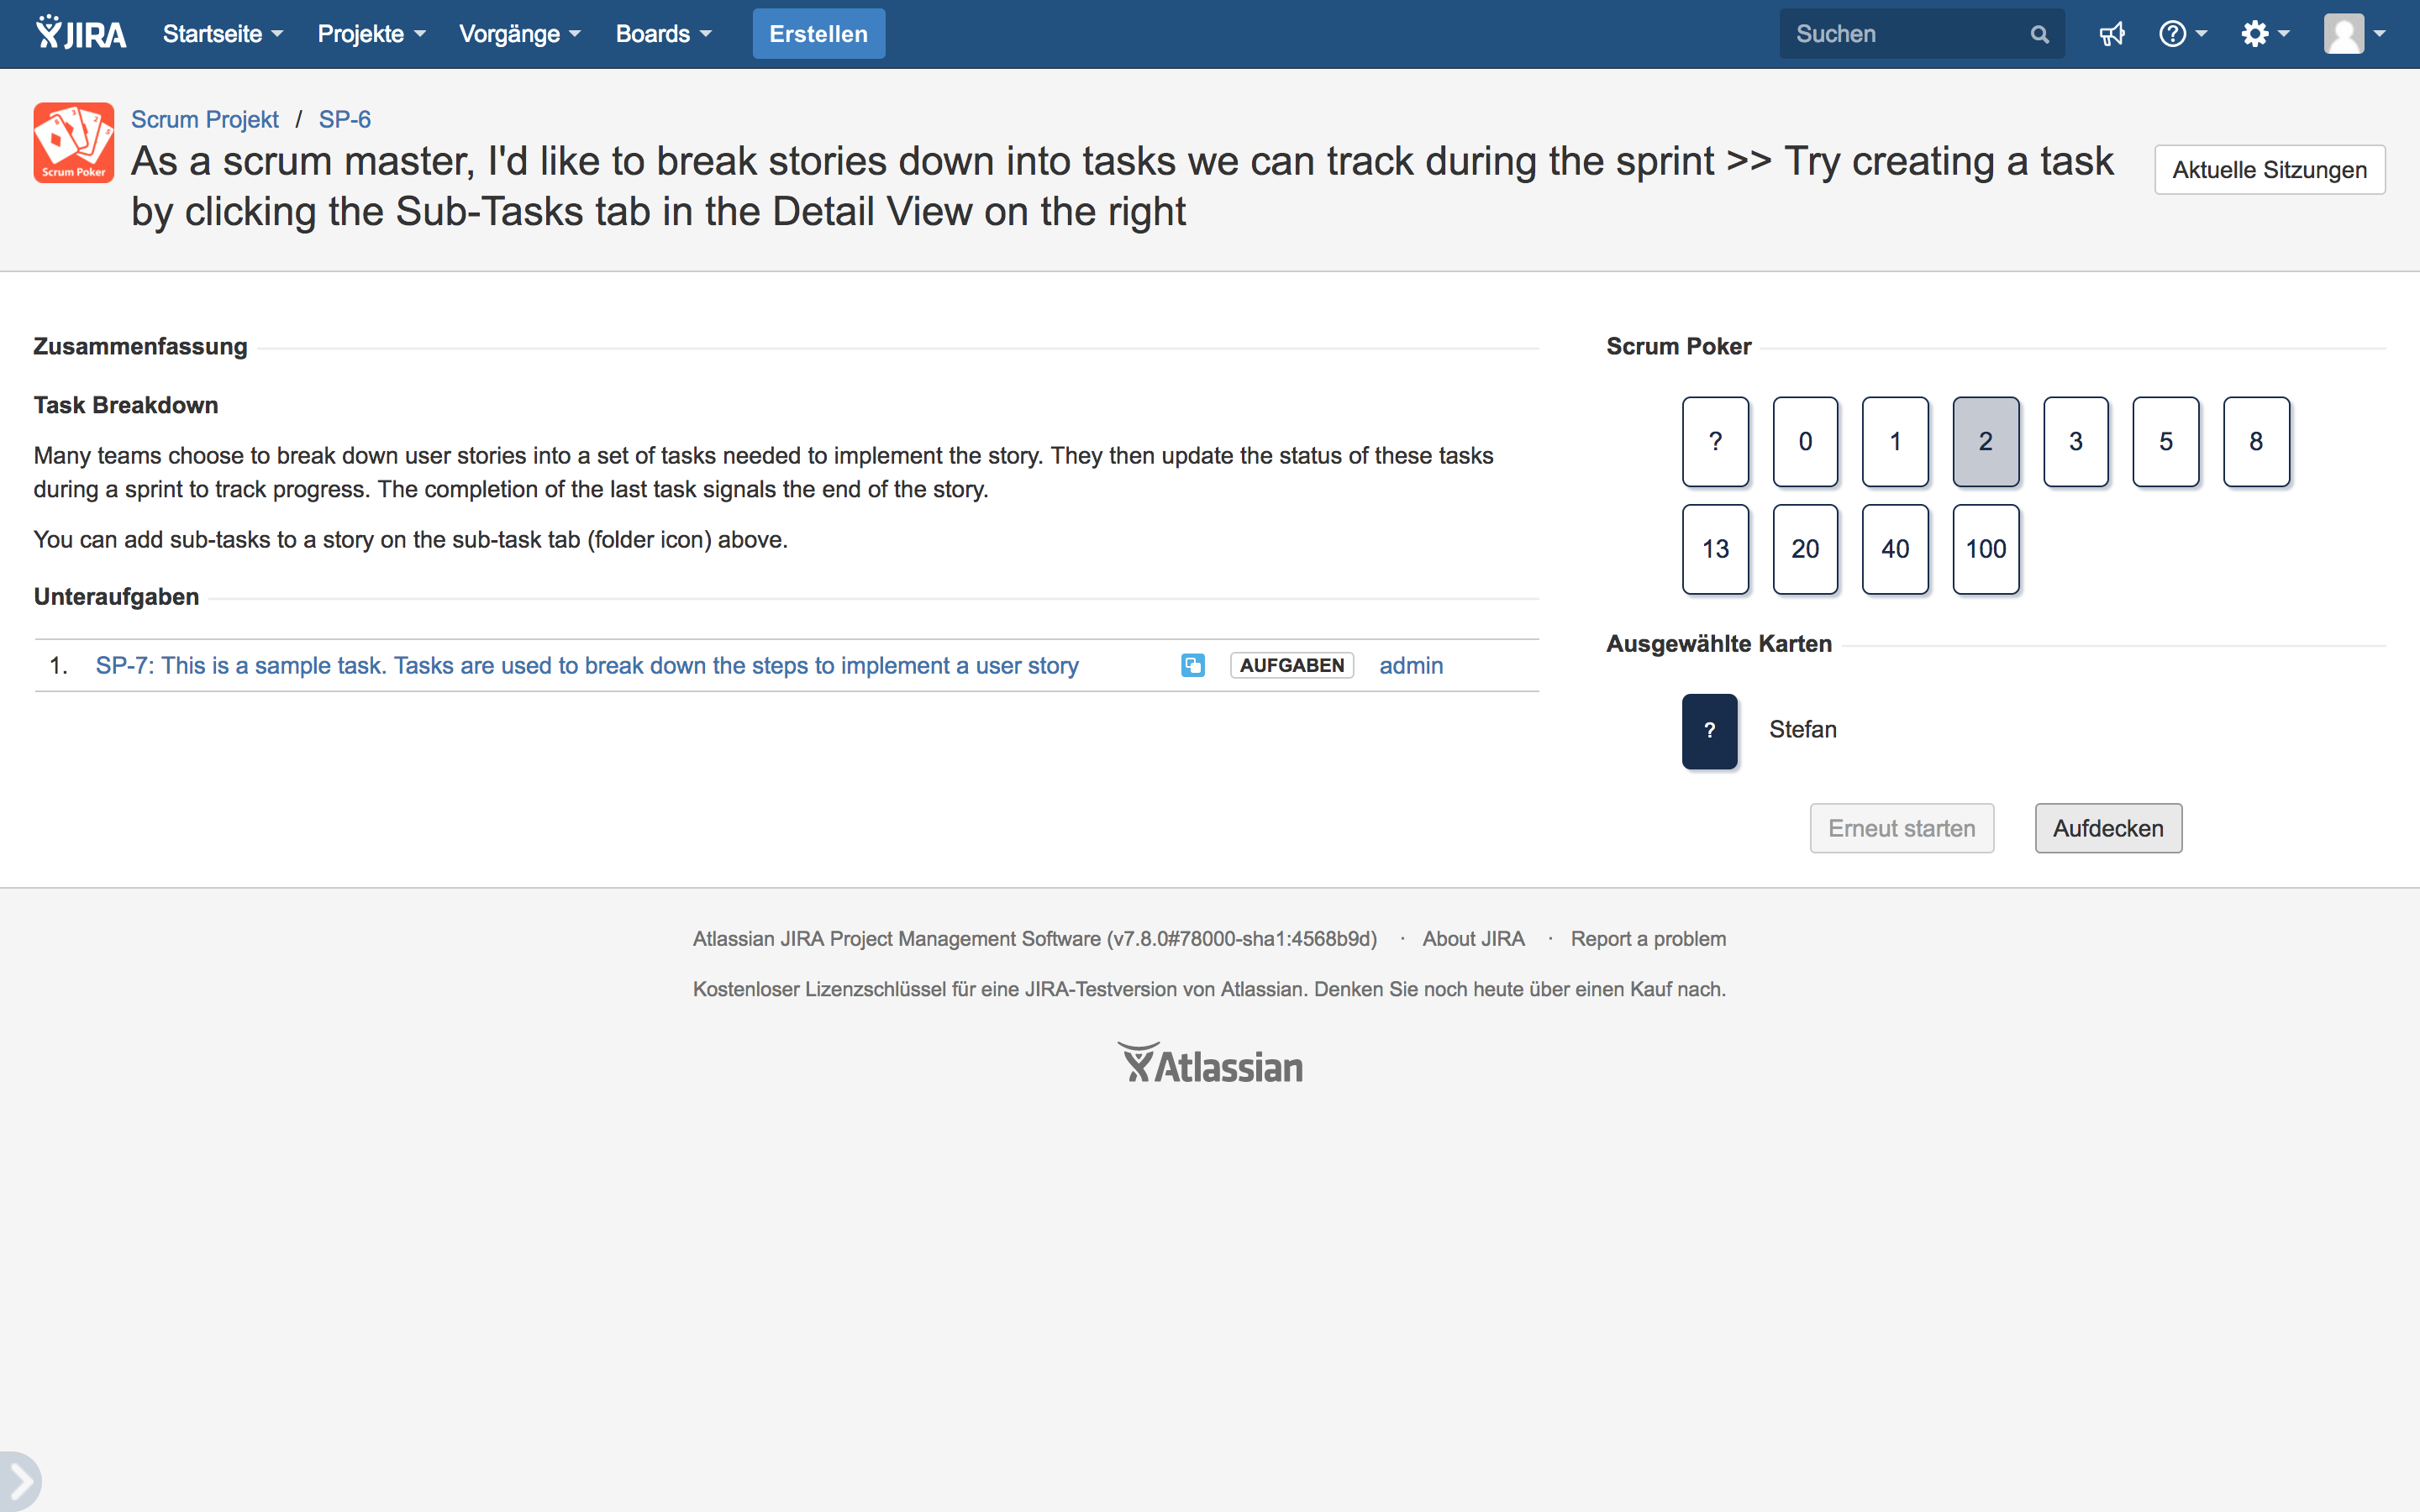 JIRA Startseite Projekte Vorgänge Boards Erstellen Suchen
Scrum Poker
Scrum Projekt / SP-6
As a scrum master, I'd like to break stories down into tasks we can track during the sprint >> Try creating a task
by clicking the Sub-Tasks tab in the Detail View on the right
Aktuelle Sitzungen
Zusammenfassung
Task Breakdown
Many teams choose to break down user stories into a set of tasks needed to implement the story. They then update the status of these tasks
during a sprint to track progress. The completion of the last task signals the end of the story.
You can add sub-tasks to a story on the sub-task tab (folder icon) above.
Unteraufgaben
1. SP-7: This is a sample task. Tasks are used to break down the steps to implement a user story AUFGABEN admin
Scrum Poker
? 0 1 2 3 5 8
13 20 40 100
Ausgewählte Karten
? Stefan
Erneut starten Aufdecken
Atlassian JIRA Project Management Software (v7.8.0#78000-sha1:4568b9d) · About JIRA · Report a problem
Kostenloser Lizenzschlüssel für eine JIRA-Testversion von Atlassian. Denken Sie noch heute über einen Kauf nach.
Atlassian